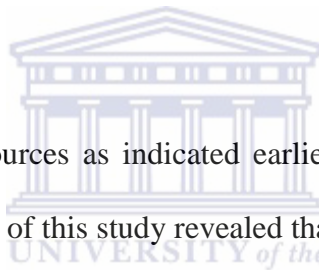 ources as indicated earlie
of this study revealed tha
UNIVERSITY of the